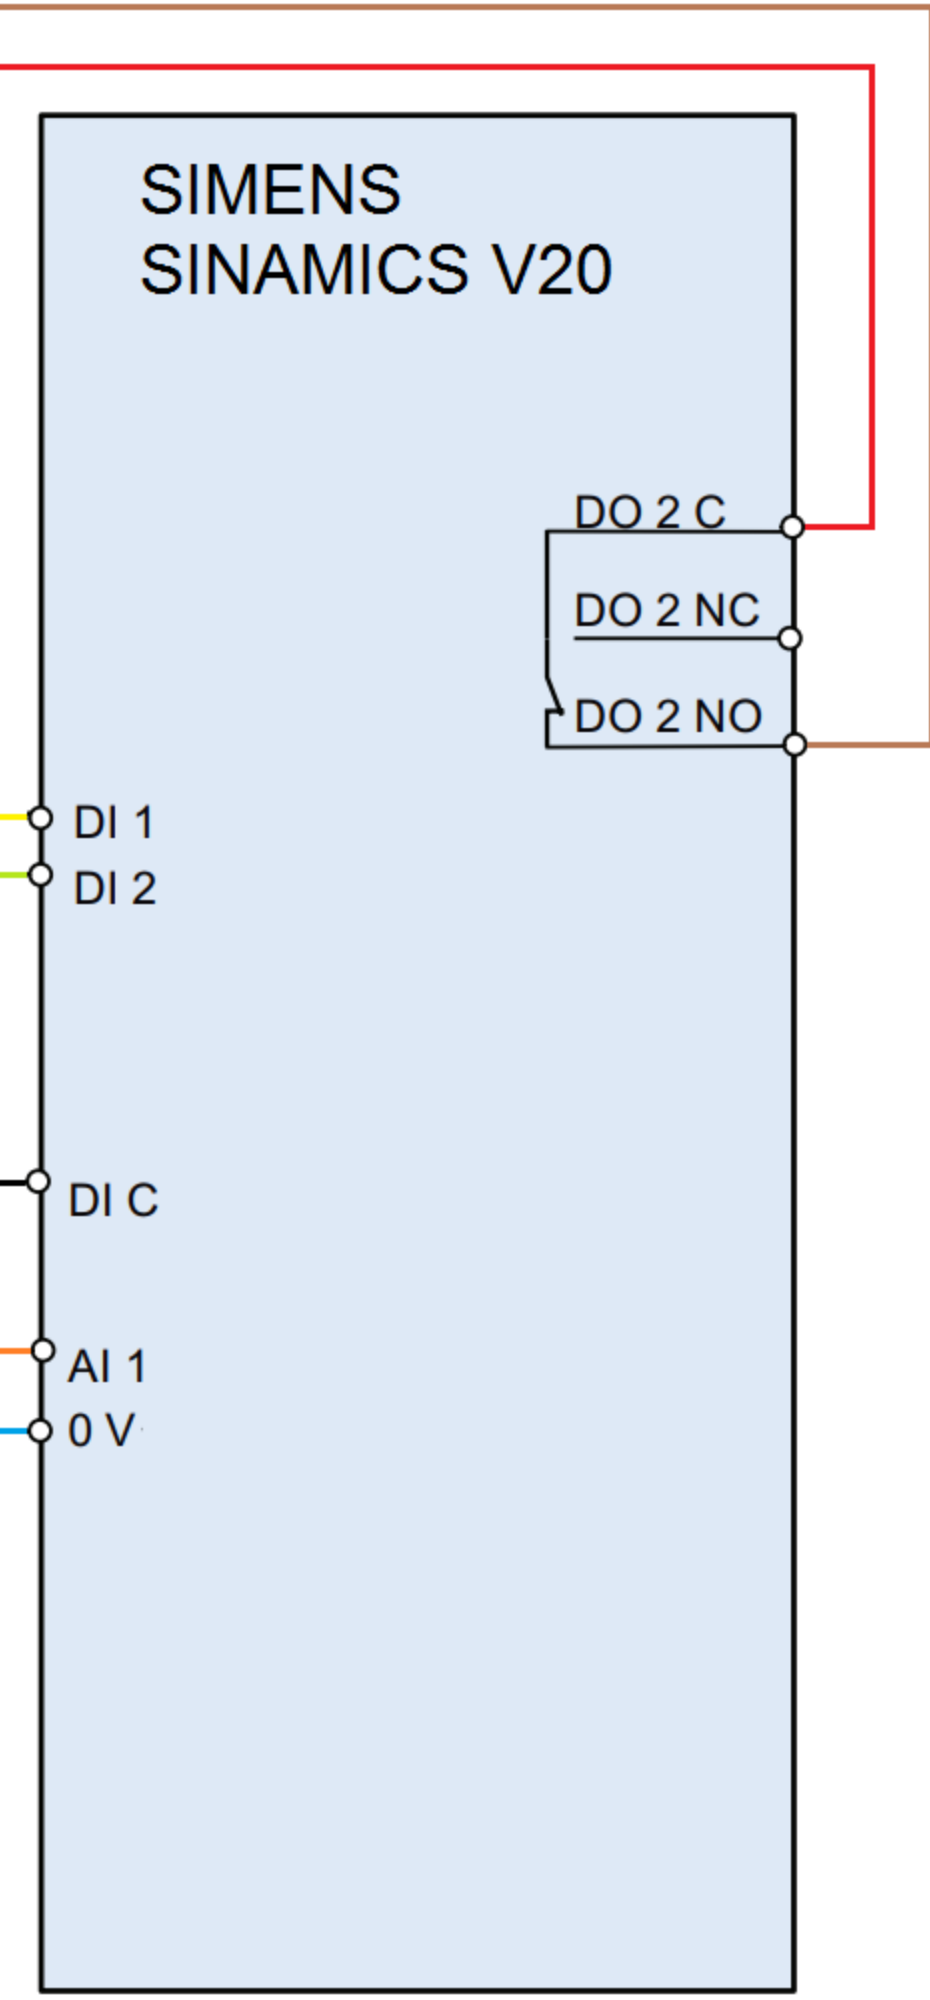 SIMENS
SINAMICS V20
DO 2 C
DO 2 NC
DO 2 NO
DI 1
DI 2
DI C
AI 1
0 V